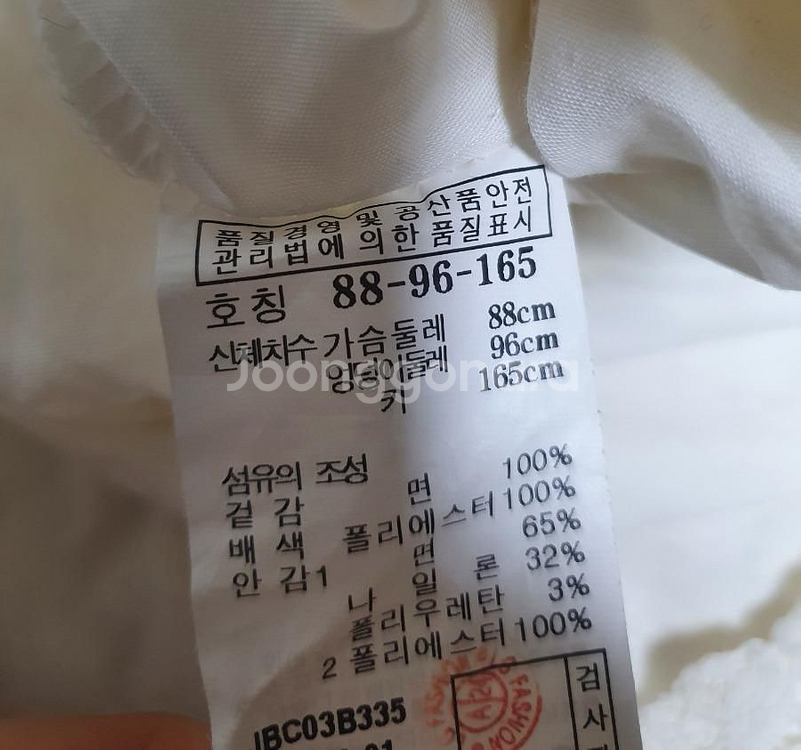 품질경영 및 공산품안전
관리법에 의한 품질표시
호칭 88-96-165
신체치수 가슴둘레 88cm
엉덩이둘레 96cm
키 165cm
Joonggonara
섬유의 조성
겉 감 면 100%
배 색 폴리에스터 100%
안 감1 면 65%
나 일 론 32%
폴리우레탄 3%
2 폴리에스터 100%
JBC03B335
검
사
FASHION